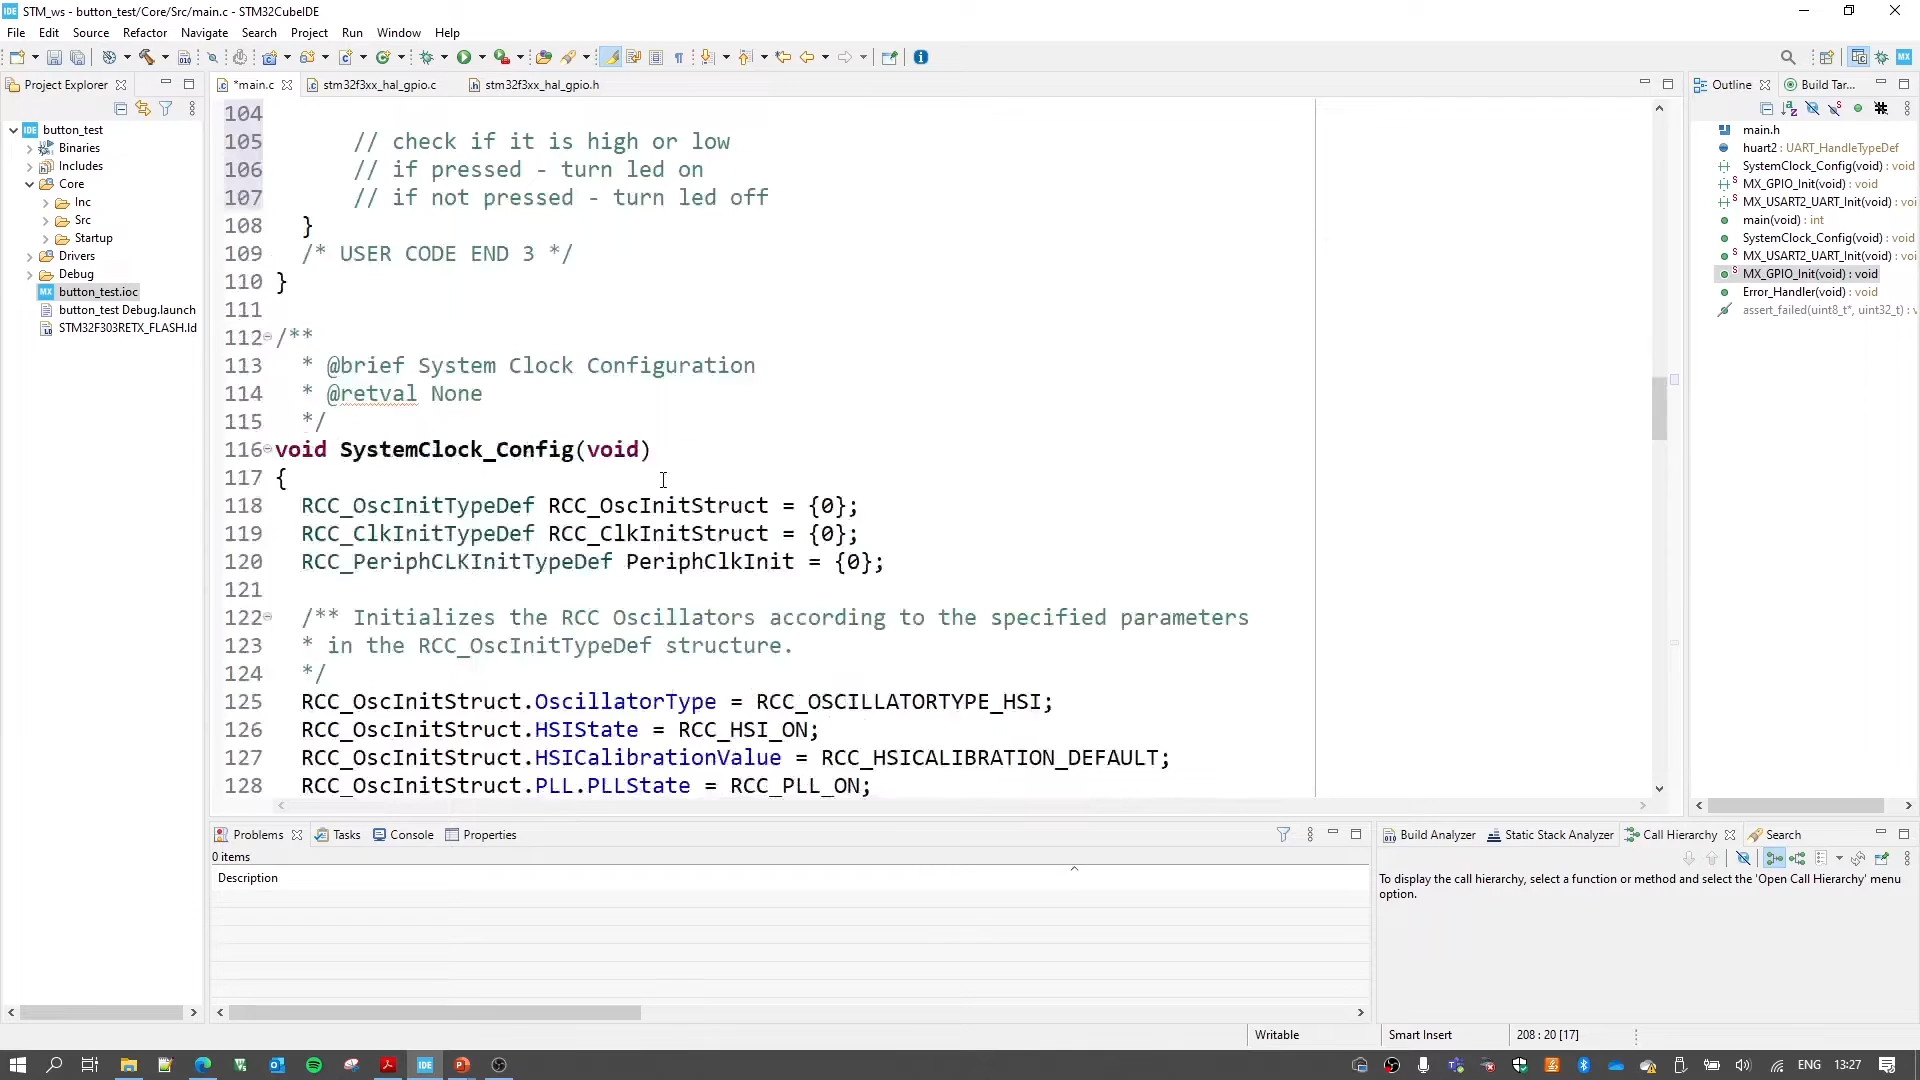 STM_ws - button_test/Core/Src/main.c - STM32CubeIDE
File Edit Source Refactor Navigate Search Project Run Window Help
Project Explorer
button_test
Binaries
Includes
Core
Inc
Src
Startup
Drivers
Debug
button_test.ioc
button_test Debug.launch
STM32F303RETX_FLASH.ld
*main.c stm32f3xx_hal_gpio.c stm32f3xx_hal_gpio.h
104
105 // check if it is high or low
106 // if pressed - turn led on
107 // if not pressed - turn led off
108 }
109 /* USER CODE END 3 */
110 }
111
112 /**
113 * @brief System Clock Configuration
114 * @retval None
115 */
116 void SystemClock_Config(void)
117 {
118 RCC_OscInitTypeDef RCC_OscInitStruct = {0};
119 RCC_ClkInitTypeDef RCC_ClkInitStruct = {0};
120 RCC_PeriphCLKInitTypeDef PeriphClkInit = {0};
121
122 /** Initializes the RCC Oscillators according to the specified parameters
123 * in the RCC_OscInitTypeDef structure.
124 */
125 RCC_OscInitStruct.OscillatorType = RCC_OSCILLATORTYPE_HSI;
126 RCC_OscInitStruct.HSIState = RCC_HSI_ON;
127 RCC_OscInitStruct.HSICalibrationValue = RCC_HSICALIBRATION_DEFAULT;
128 RCC_OscInitStruct.PLL.PLLState = RCC_PLL_ON;
Outline Build Tar...
main.h
huart2 : UART_HandleTypeDef
SystemClock_Config(void) : void
MX_GPIO_Init(void) : void
MX_USART2_UART_Init(void) : voi
main(void) : int
SystemClock_Config(void) : void
MX_USART2_UART_Init(void) : voi
MX_GPIO_Init(void) : void
Error_Handler(void) : void
assert_failed(uint8_t*, uint32_t) : v
Problems Tasks Console Properties
0 items
Description
Build Analyzer Static Stack Analyzer Call Hierarchy Search
To display the call hierarchy, select a function or method and select the 'Open Call Hierarchy' menu
option.
Writable Smart Insert 208 : 20 [17]
ENG 13:27